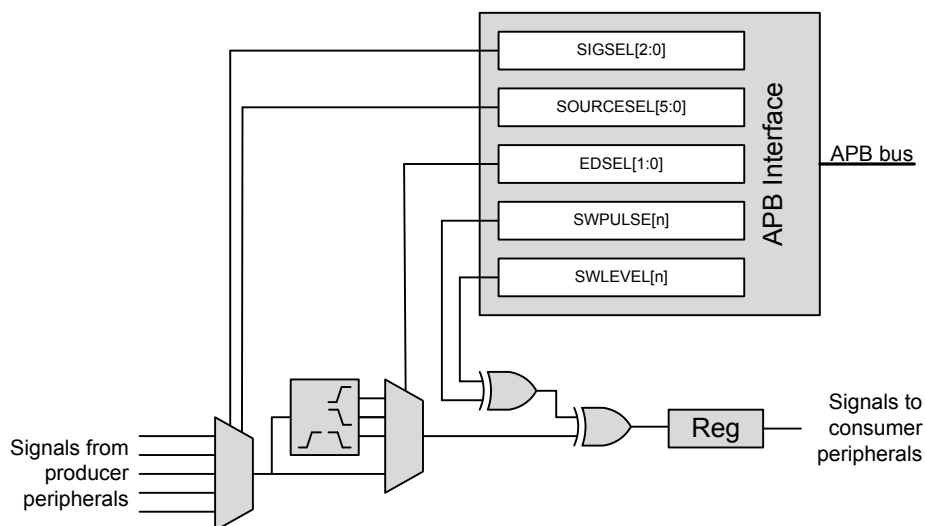 SIGSEL[2:0]
SOURCESEL[5:0]
EDSEL[1:0]
SWPULSE[n]
SWLEVEL[n]
APB Interface
APB bus
Signals from
producer
peripherals
Reg
Signals to
consumer
peripherals